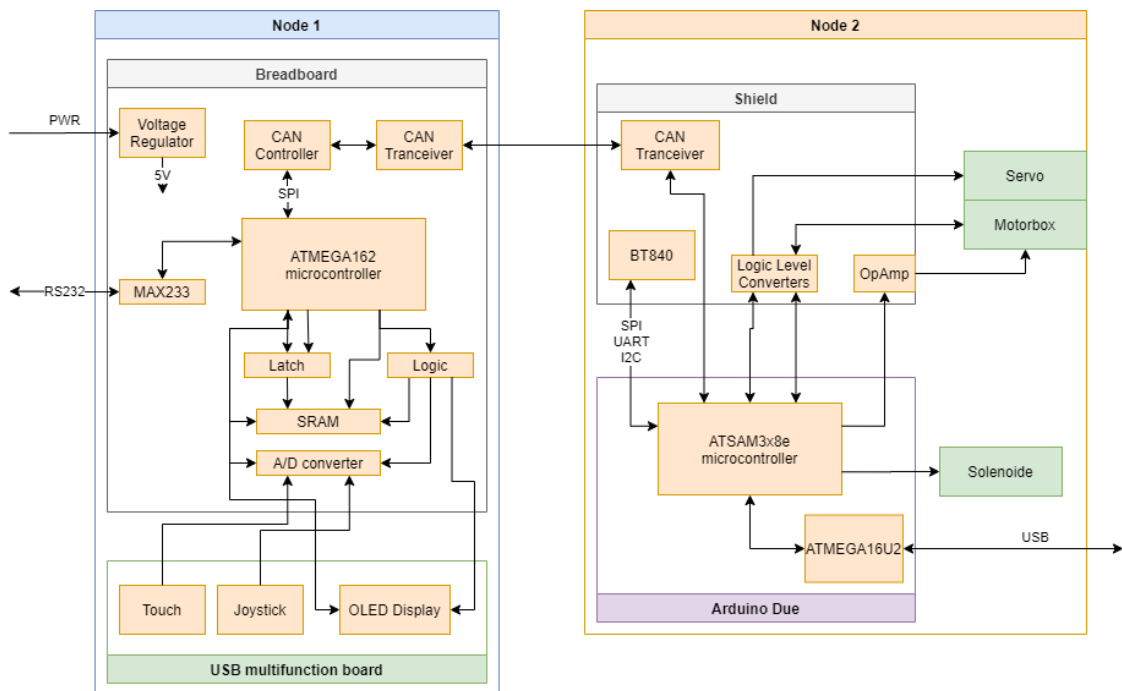 Node 1
Node 2
Breadboard
Shield
PWR
Voltage
Regulator
CAN
Controller
CAN
Tranceiver
CAN
Tranceiver
5V
SPI
Servo
Motorbox
ATMEGA162
microcontroller
BT840
Logic Level
Converters
OpAmp
RS232
MAX233
SPI
UART
I2C
Latch
Logic
SRAM
A/D converter
ATSAM3x8e
microcontroller
Solenoide
ATMEGA16U2
USB
Touch
Joystick
OLED Display
Arduino Due
USB multifunction board